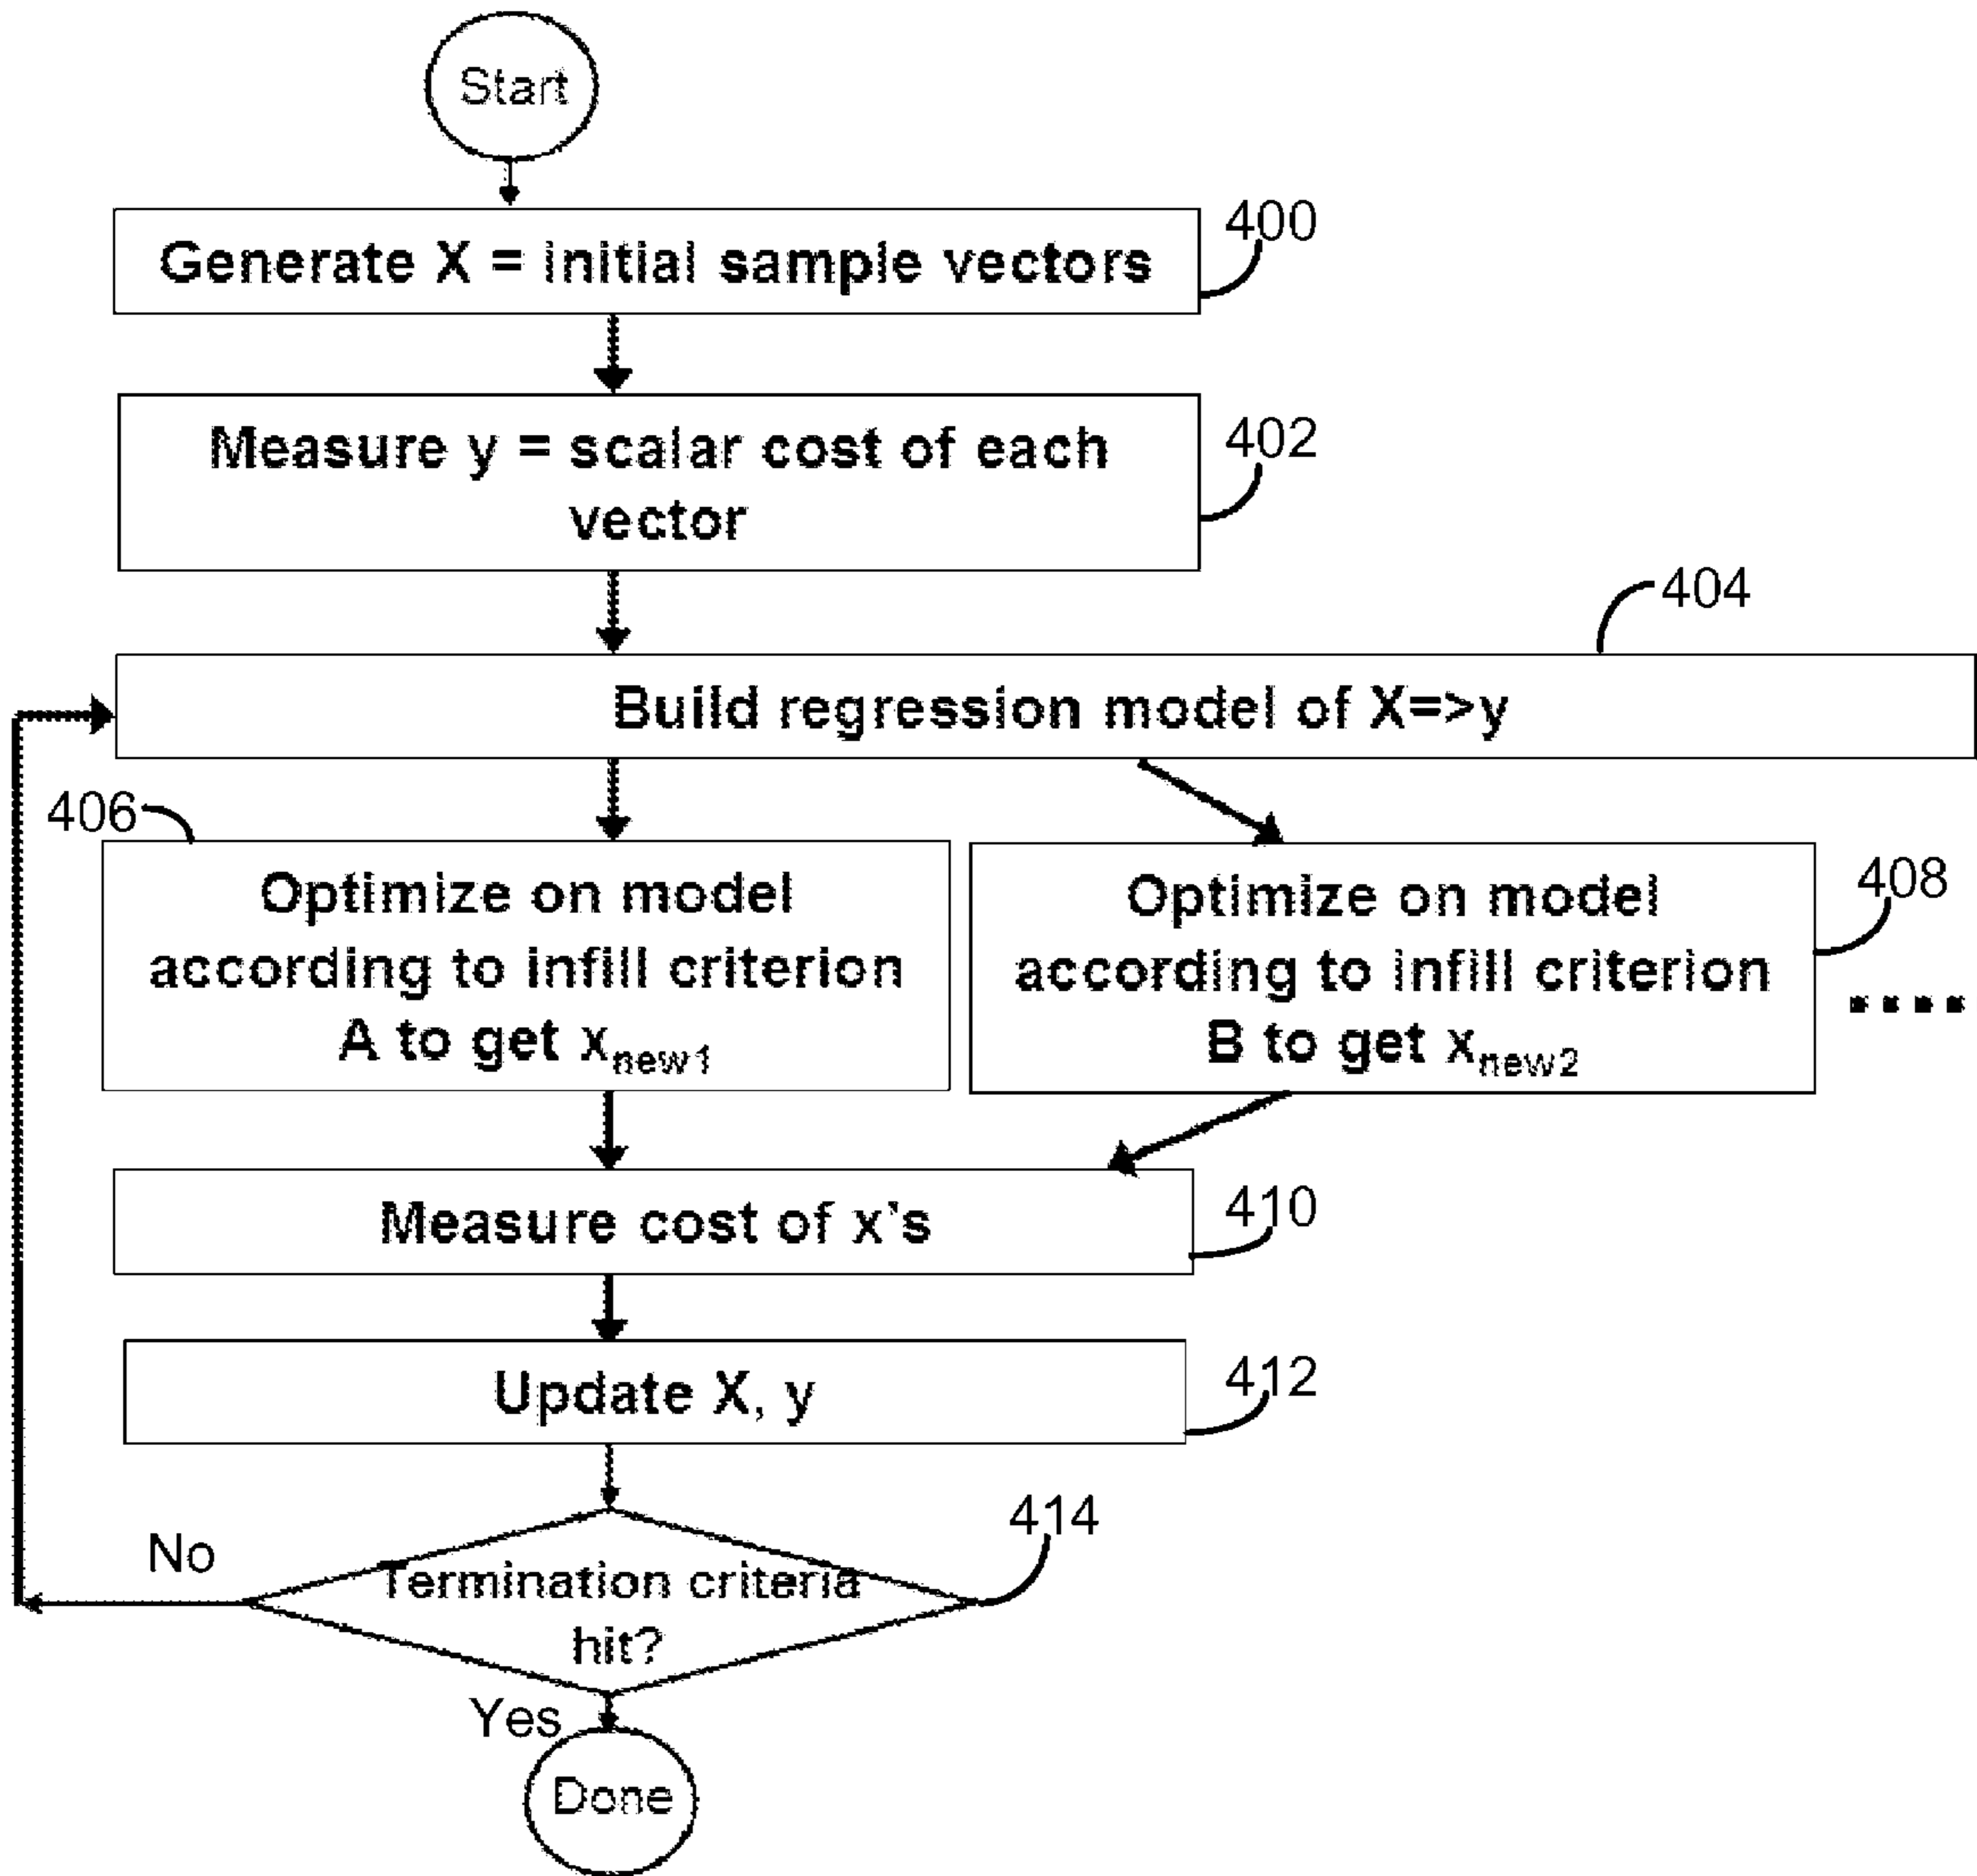 Start
400
Generate X = initial sample vectors
402
Measure y = scalar cost of each
vector
404
Build regression model of X=>y
406
Optimize on model
according to infill criterion
A to get xnew1
408
Optimize on model
according to infill criterion
B to get xnew2
....
410
Measure cost of x's
412
Update X, y
414
Termination criteria
hit?
No
Yes
Done